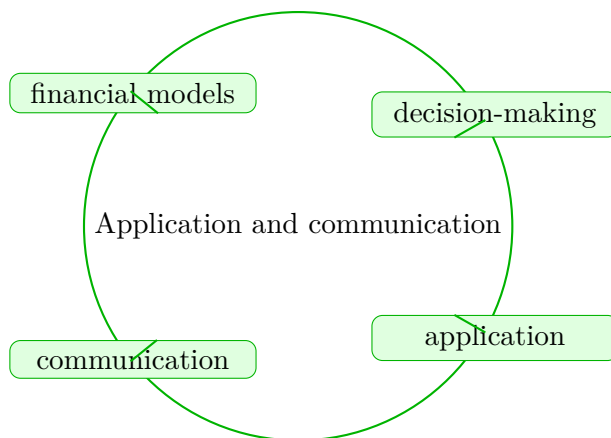 financial models
decision-making
Application and communication
application
communication